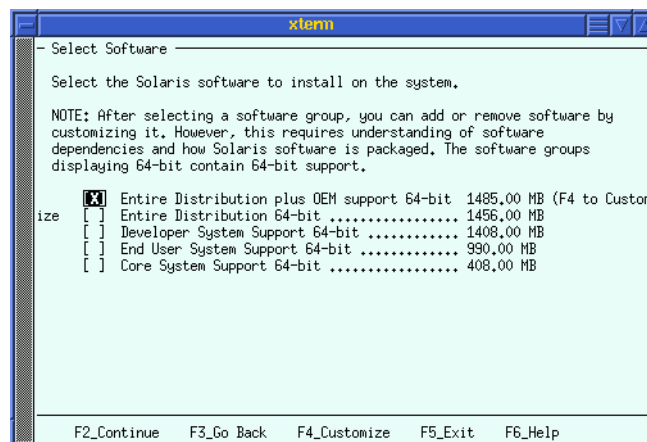 xterm
- Select Software
Select the Solaris software to install on the system.
NOTE: After selecting a software group, you can add or remove software by
customizing it. However, this requires understanding of software
dependencies and how Solaris software is packaged. The software groups
displaying 64-bit contain 64-bit support.
[X] Entire Distribution plus OEM support 64-bit 1485.00 MB (F4 to Custom
ize [ ] Entire Distribution 64-bit ................. 1456.00 MB
[ ] Developer System Support 64-bit ............ 1408.00 MB
[ ] End User System Support 64-bit ............. 990.00 MB
[ ] Core System Support 64-bit ................. 408.00 MB
F2_Continue F3_Go Back F4_Customize F5_Exit F6_Help